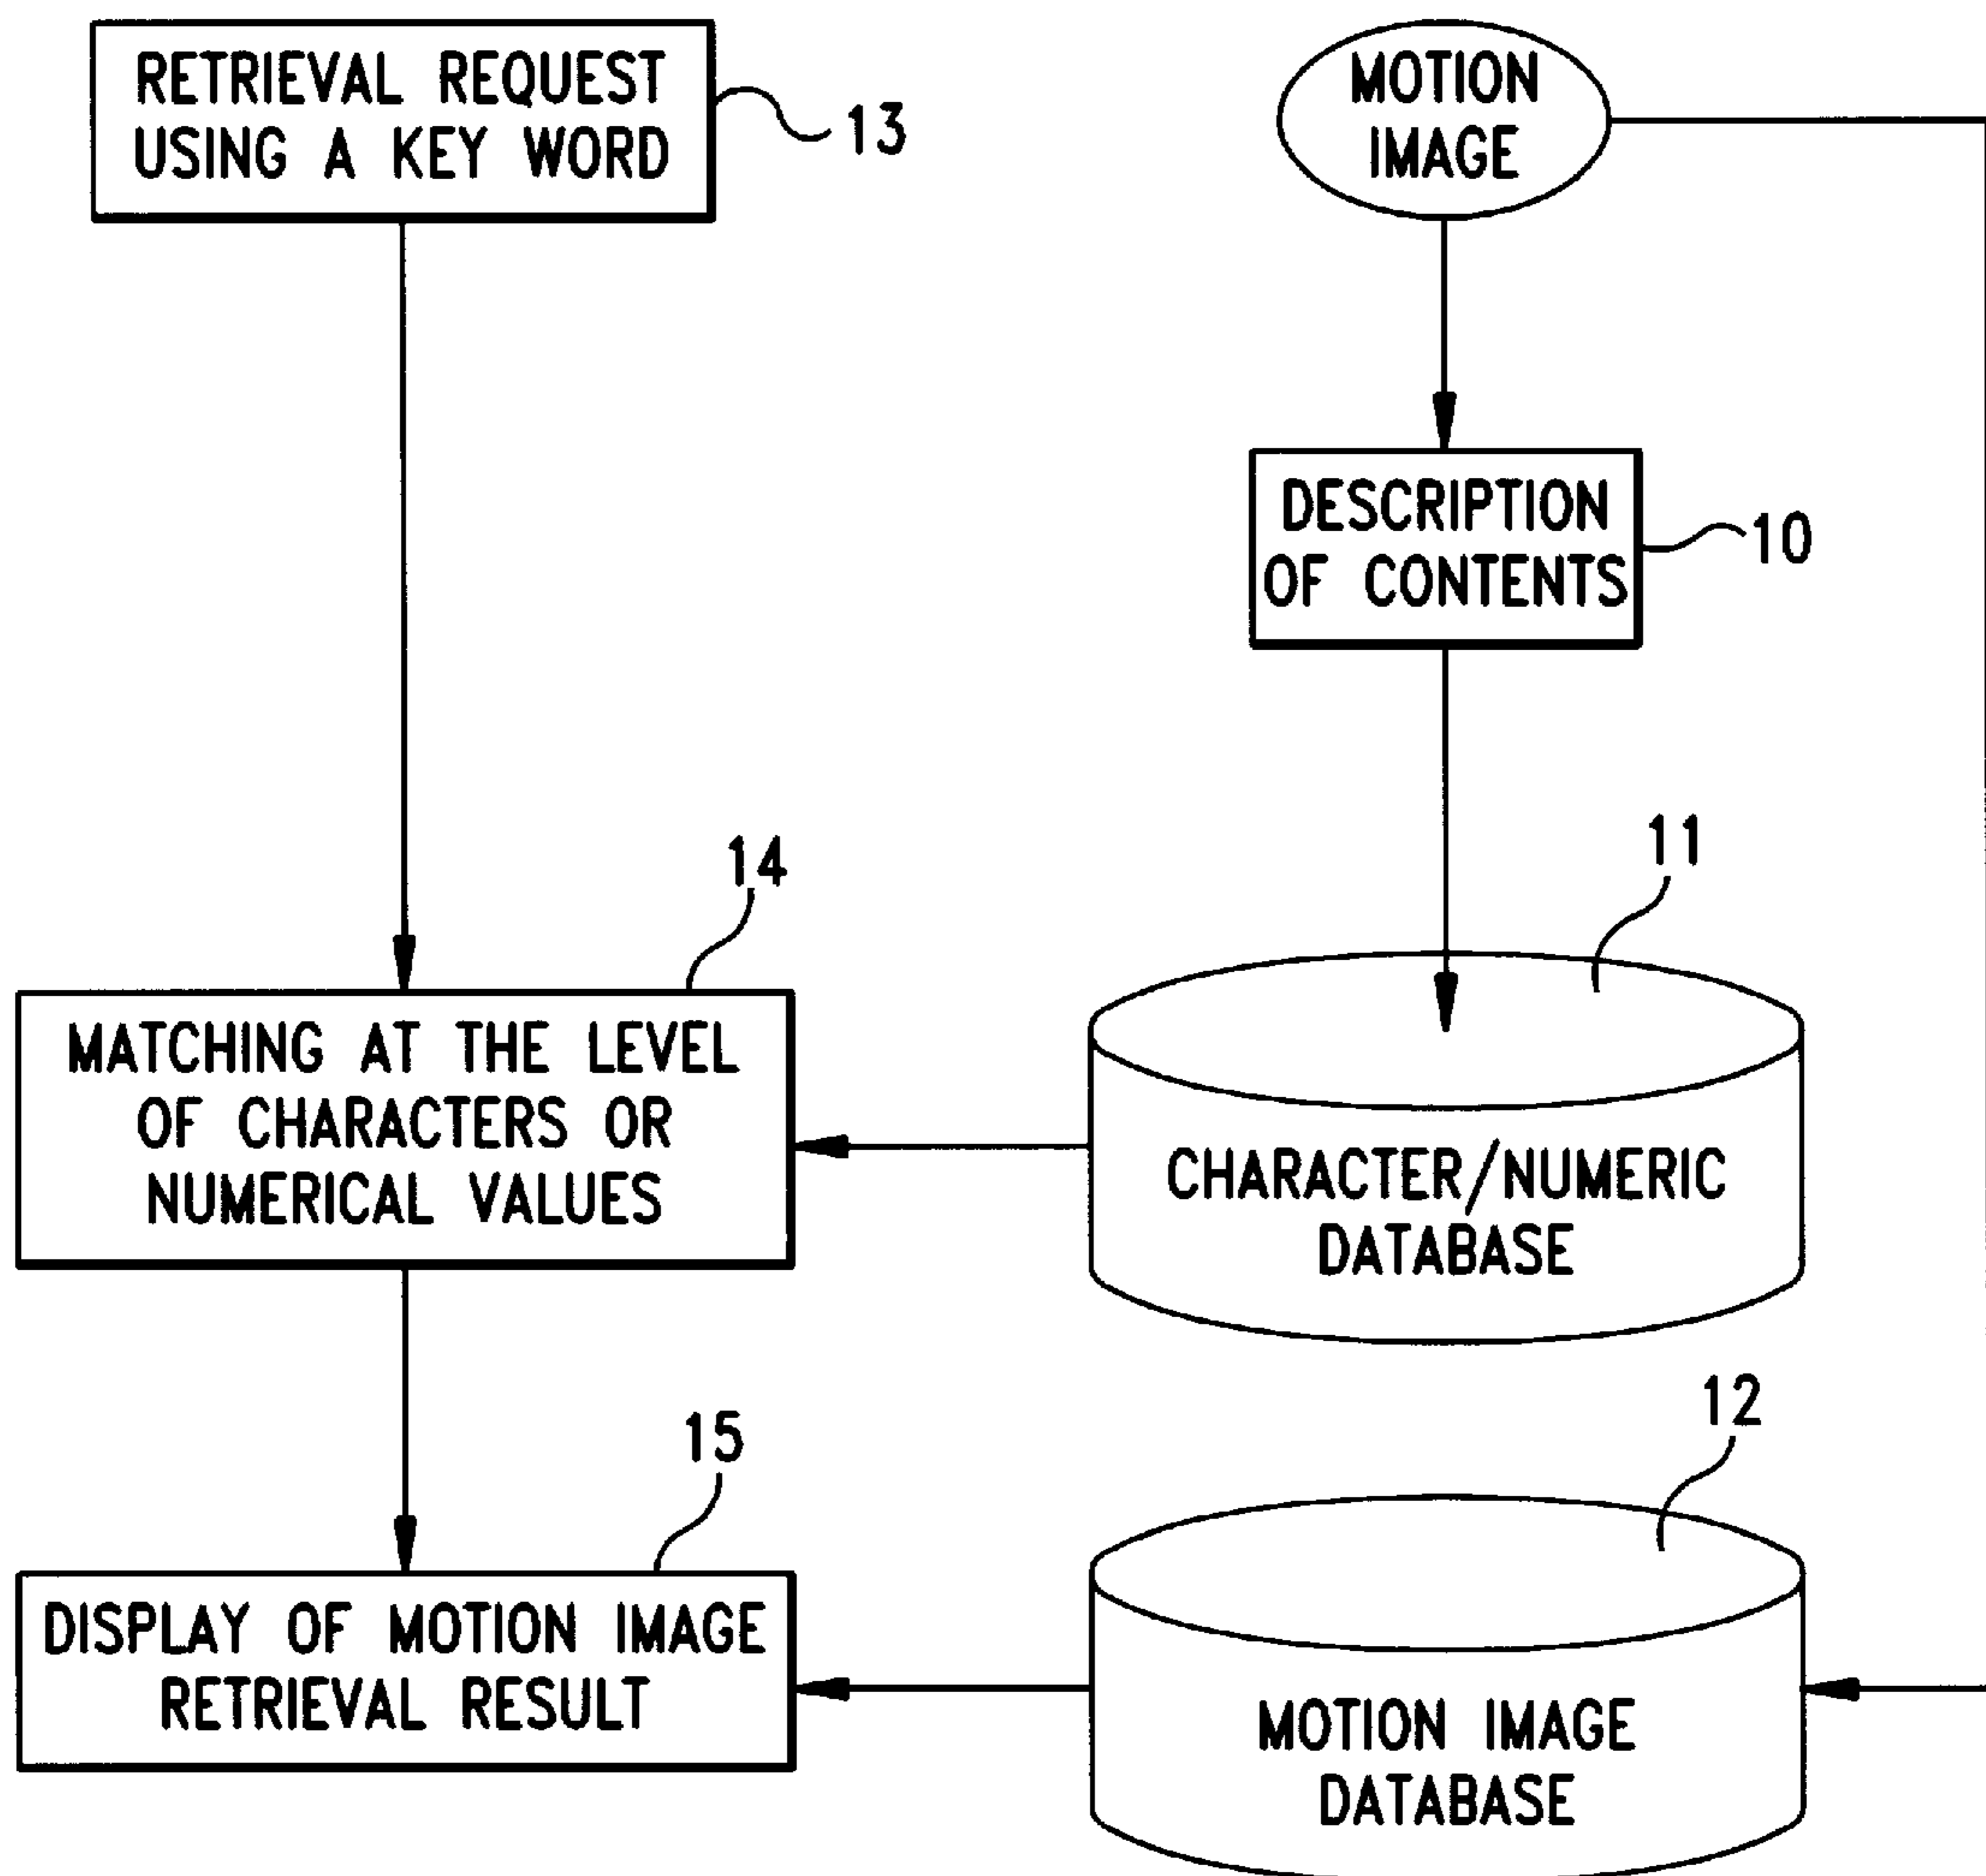 RETRIEVAL REQUEST
USING A KEY WORD
13
MOTION
IMAGE
DESCRIPTION
OF CONTENTS
10
14
11
MATCHING AT THE LEVEL
OF CHARACTERS OR
NUMERICAL VALUES
CHARACTER/NUMERIC
DATABASE
15
12
DISPLAY OF MOTION IMAGE
RETRIEVAL RESULT
MOTION IMAGE
DATABASE